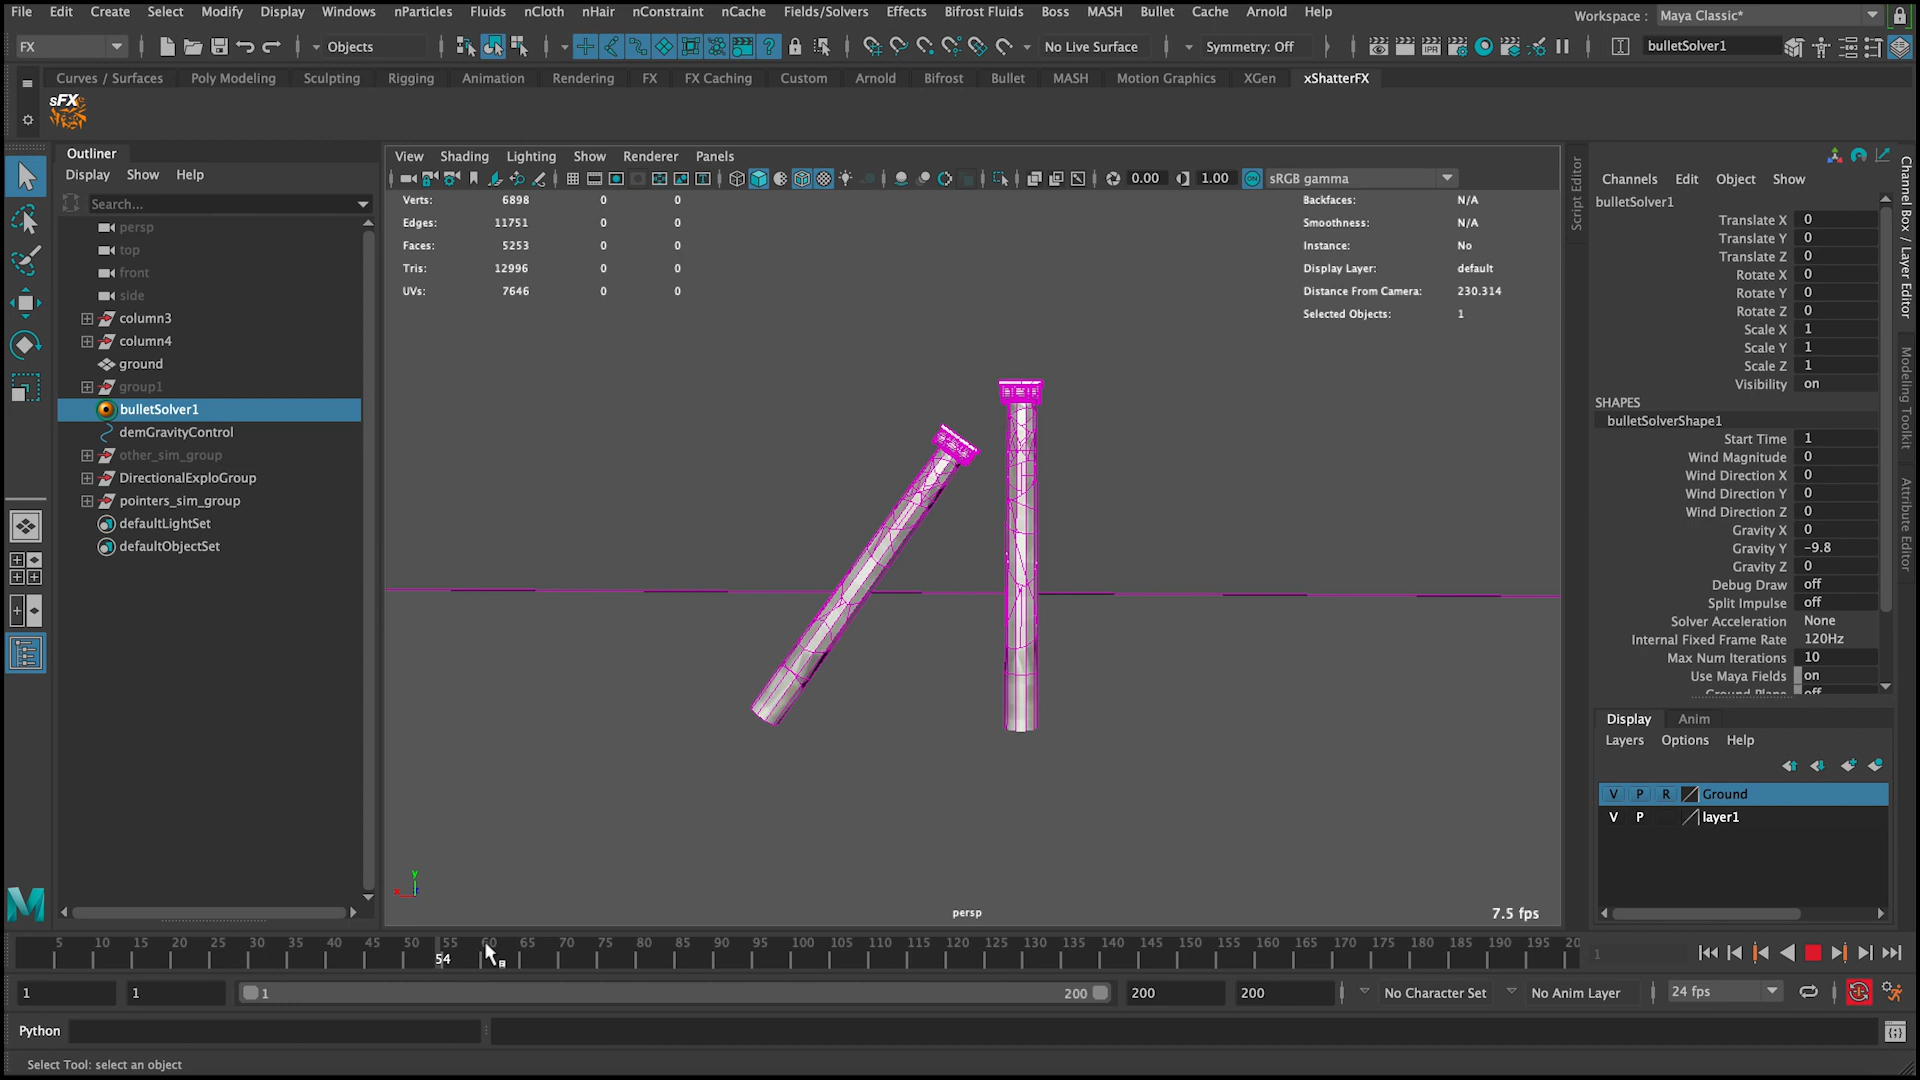 File Edit Create Select Modify Display Windows nParticles Fluids nCloth nHair nConstraint nCache Fields/Solvers Effects Bifrost Fluids Boss MASH Bullet Cache Arnold Help Workspace : Maya Classic*
FX Objects No Live Surface Symmetry: Off bulletSolver1
Curves / Surfaces Poly Modeling Sculpting Rigging Animation Rendering FX FX Caching Custom Arnold Bifrost Bullet MASH Motion Graphics XGen xShatterFX
sFX
Outliner
Display Show Help
Search...
persp
top
front
side
column3
column4
ground
group1
bulletSolver1
demGravityControl
other_sim_group
DirectionalExploGroup
pointers_sim_group
defaultLightSet
defaultObjectSet
View Shading Lighting Show Renderer Panels
0.00 1.00 sRGB gamma
Verts: 6898 0 0
Edges: 11751 0 0
Faces: 5253 0 0
Tris: 12996 0 0
UVs: 7646 0 0
Backfaces: N/A
Smoothness: N/A
Instance: No
Display Layer: default
Distance From Camera: 230.314
Selected Objects: 1
y
x
persp
7.5 fps
Script Editor
Channels Edit Object Show
bulletSolver1
Translate X 0
Translate Y 0
Translate Z 0
Rotate X 0
Rotate Y 0
Rotate Z 0
Scale X 1
Scale Y 1
Scale Z 1
Visibility on
SHAPES
bulletSolverShape1
Start Time 1
Wind Magnitude 0
Wind Direction X 0
Wind Direction Y 0
Wind Direction Z 0
Gravity X 0
Gravity Y -9.8
Gravity Z 0
Debug Draw off
Split Impulse off
Solver Acceleration None
Internal Fixed Frame Rate 120Hz
Max Num Iterations 10
Use Maya Fields on
Ground Plane off
Channel Box / Layer Editor
Modeling Toolkit
Attribute Editor
Display Anim
Layers Options Help
V P R Ground
V P layer1
5 10 15 20 25 30 35 40 45 50 55 60 65 70 75 80 85 90 95 100 105 110 115 120 125 130 135 140 145 150 155 160 165 170 175 180 185 190 195 20
54
1
1 1 1 200 200 200 No Character Set No Anim Layer 24 fps
Python
Select Tool: select an object